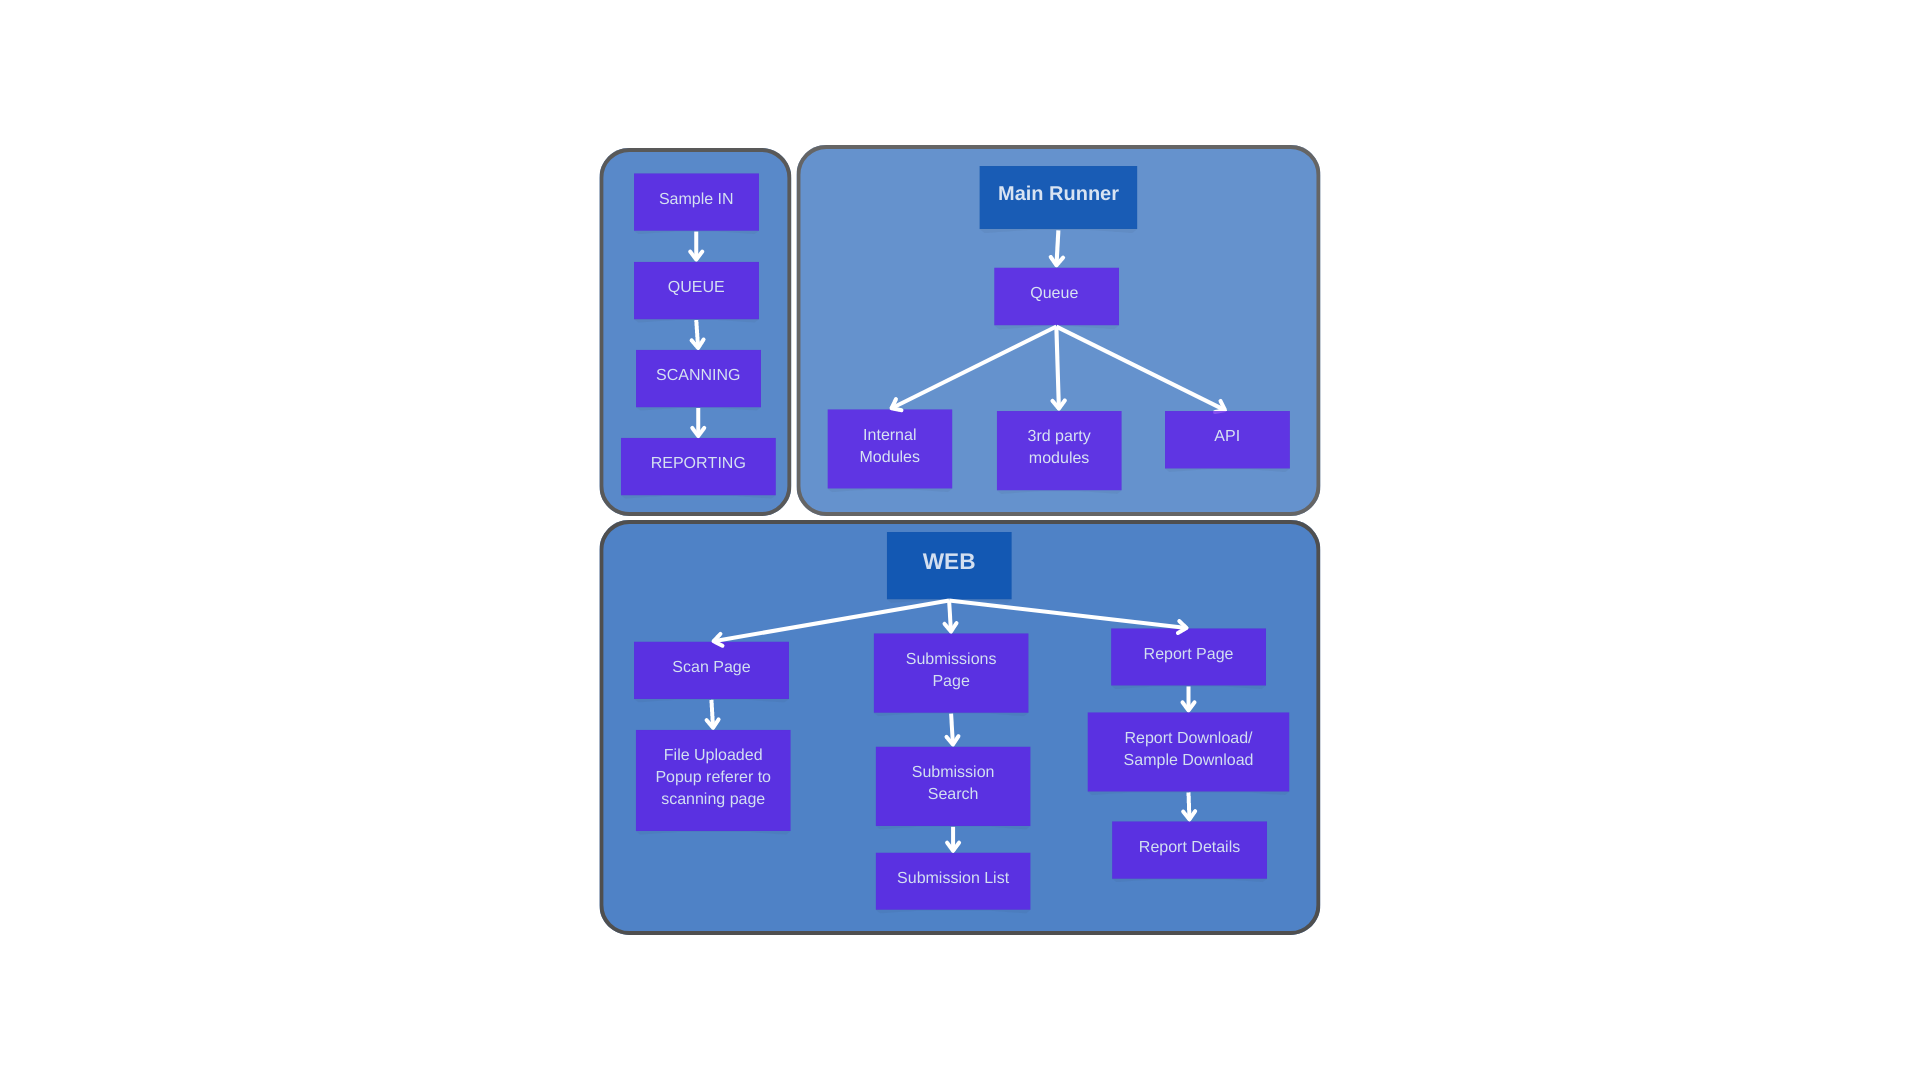 Sample IN
QUEUE
SCANNING
REPORTING
Main Runner
Queue
Internal
Modules
3rd party
modules
API
WEB
Scan Page
File Uploaded
Popup referer to
scanning page
Submissions
Page
Submission
Search
Submission List
Report Page
Report Download/
Sample Download
Report Details